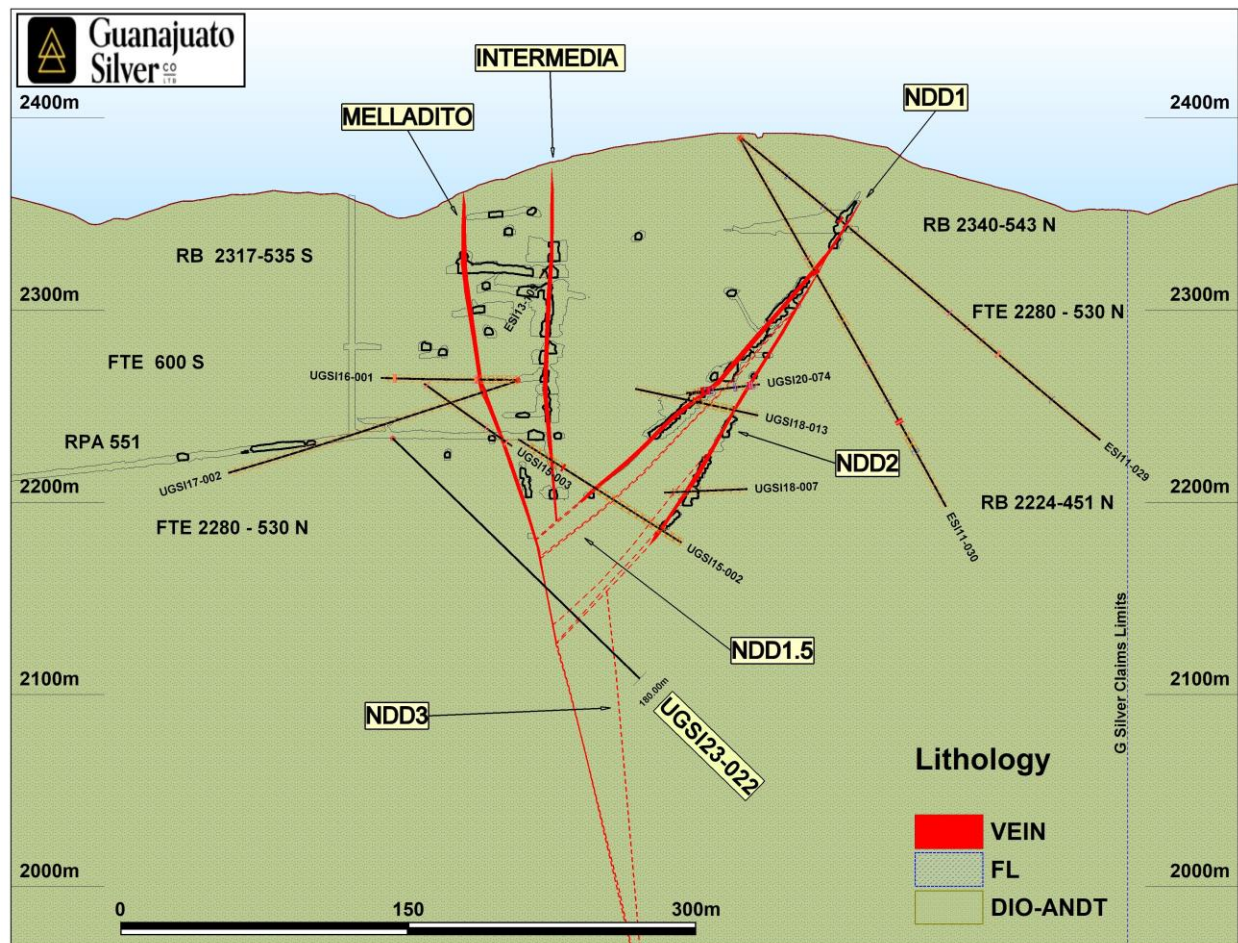 Guanajuato
Silver CO
LTD
INTERMEDIA
MELLADITO
NDD1
2400m
2400m
RB 2317-535 S
RB 2340-543 N
2300m
2300m
FTE 2280 - 530 N
FTE 600 S
UGSI16-001
UGSI20-074
UGSI18-013
RPA 551
UGSI17-002
UGSI15-003
NDD2
ESI11-029
2200m
2200m
UGSI18-007
RB 2224-451 N
FTE 2280 - 530 N
UGSI15-002
ESI11-030
NDD1.5
2100m
2100m
180.00m
NDD3
UGSI23-022
G Silver Claims Limits
Lithology
VEIN
2000m
2000m
FL
0
150
300m
DIO-ANDT